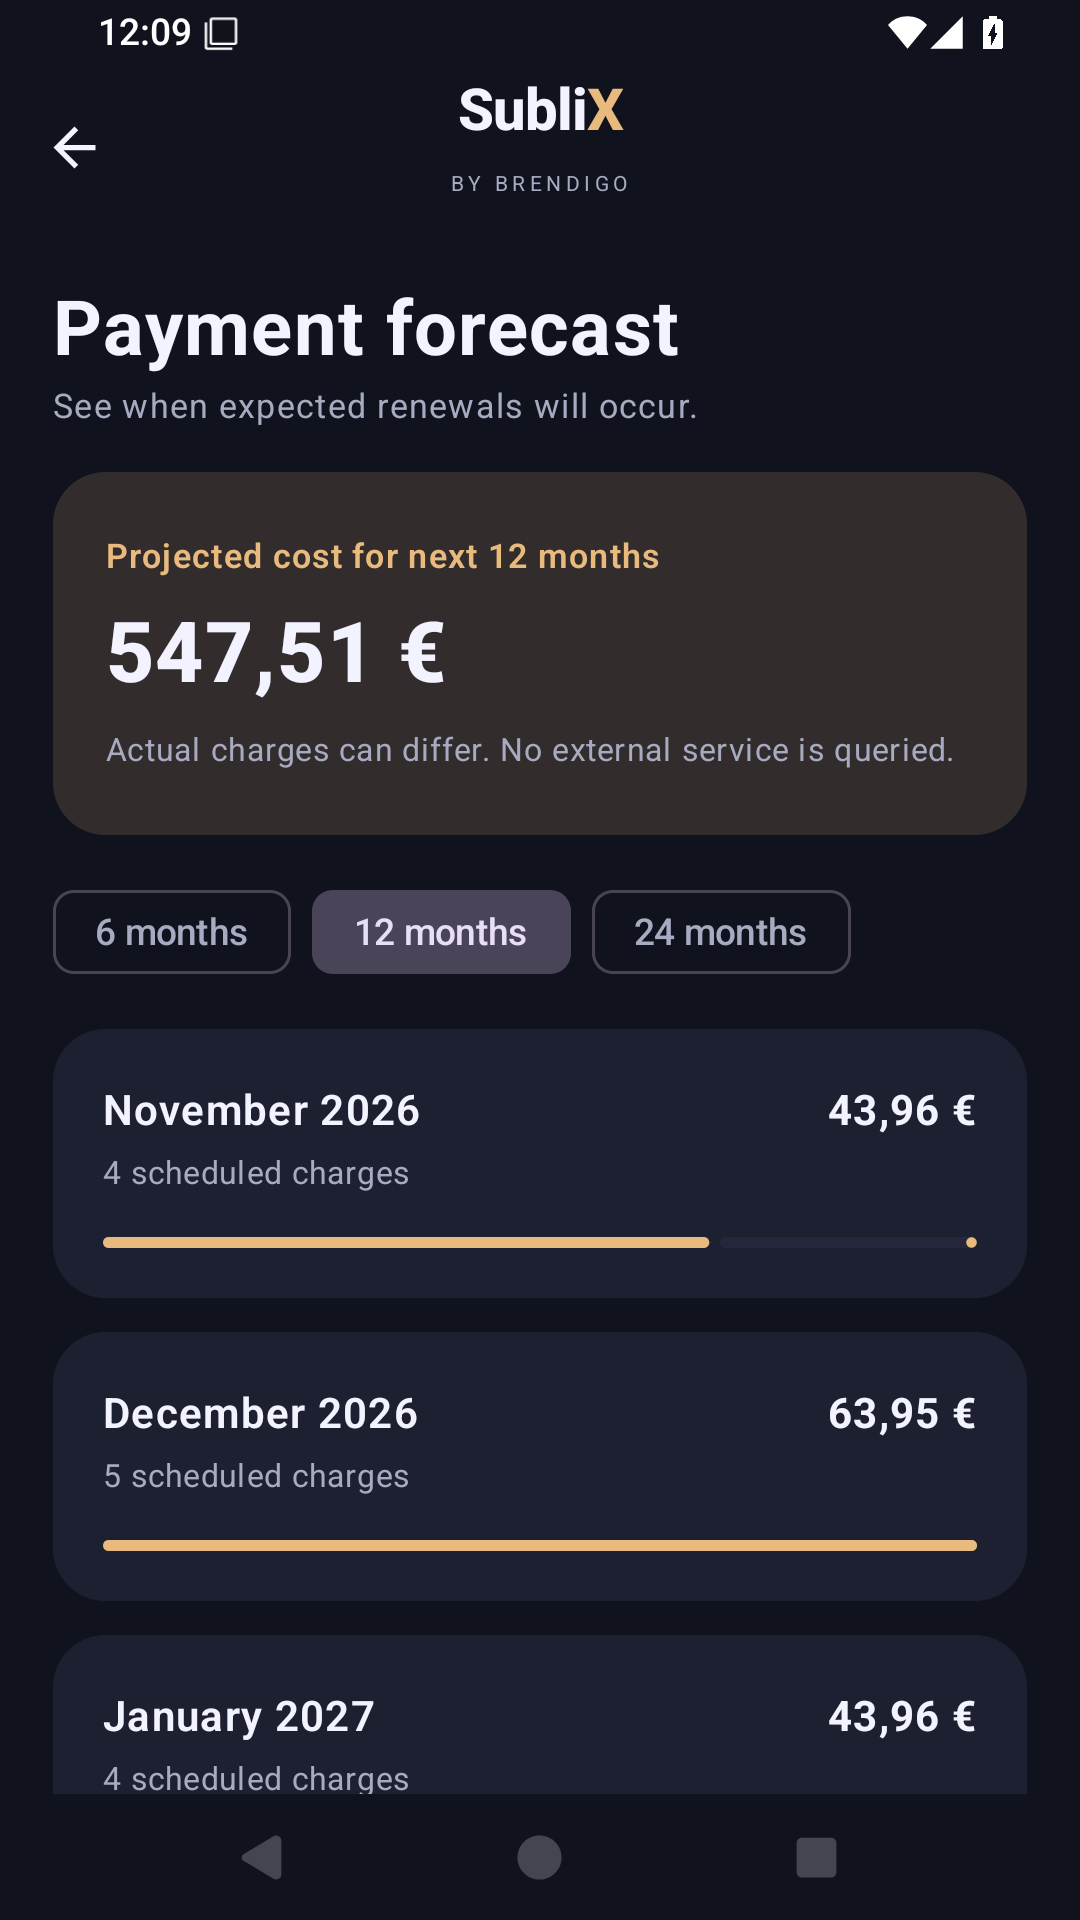 12:09
SubliX
BY BRENDIGO
Payment forecast
See when expected renewals will occur.
Projected cost for next 12 months
547,51 €
Actual charges can differ. No external service is queried.
6 months
12 months
24 months
November 2026
43,96 €
4 scheduled charges
December 2026
63,95 €
5 scheduled charges
January 2027
43,96 €
4 scheduled charges